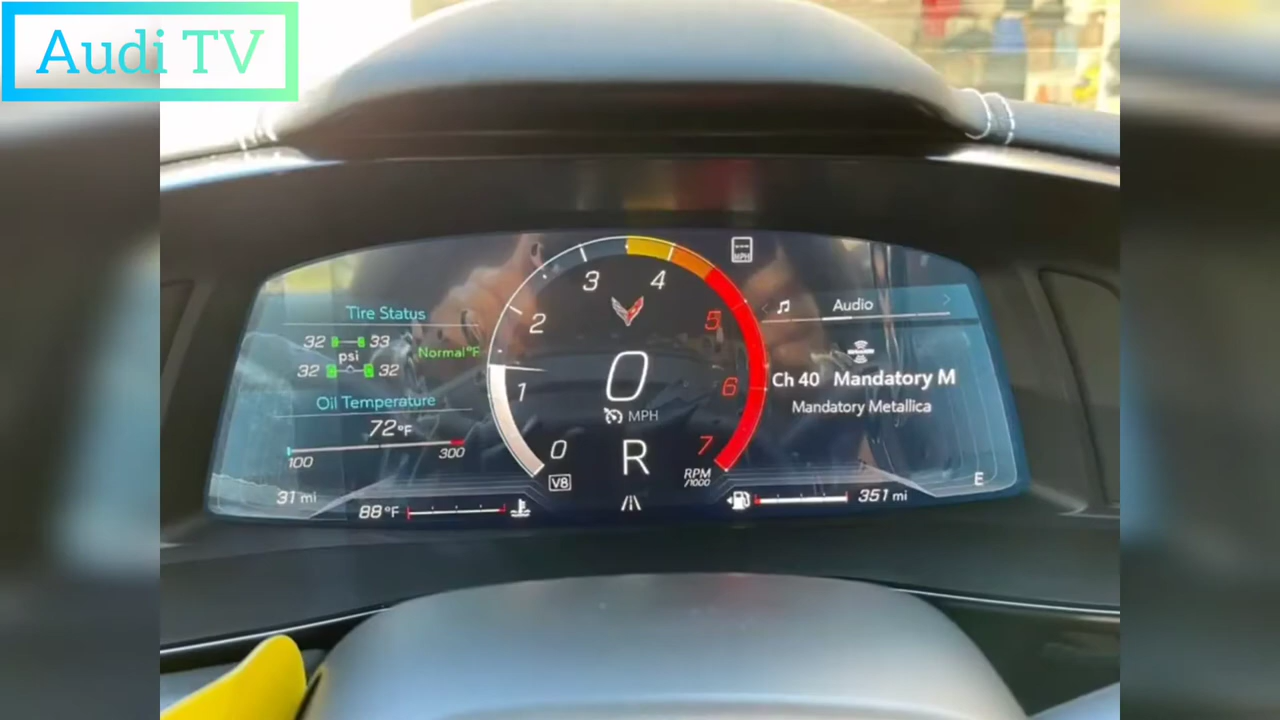 Audi TV
MPH
3 4
Tire Status
Audio
2 5
32 33
psi
Normal°F
32 32
0
Ch 40 Mandatory M
1 6
Oil Temperature
Mandatory Metallica
MPH
72°F
0 R 7
100 300
RPM
/1000
V8
E
31 mi
351 mi
88°F